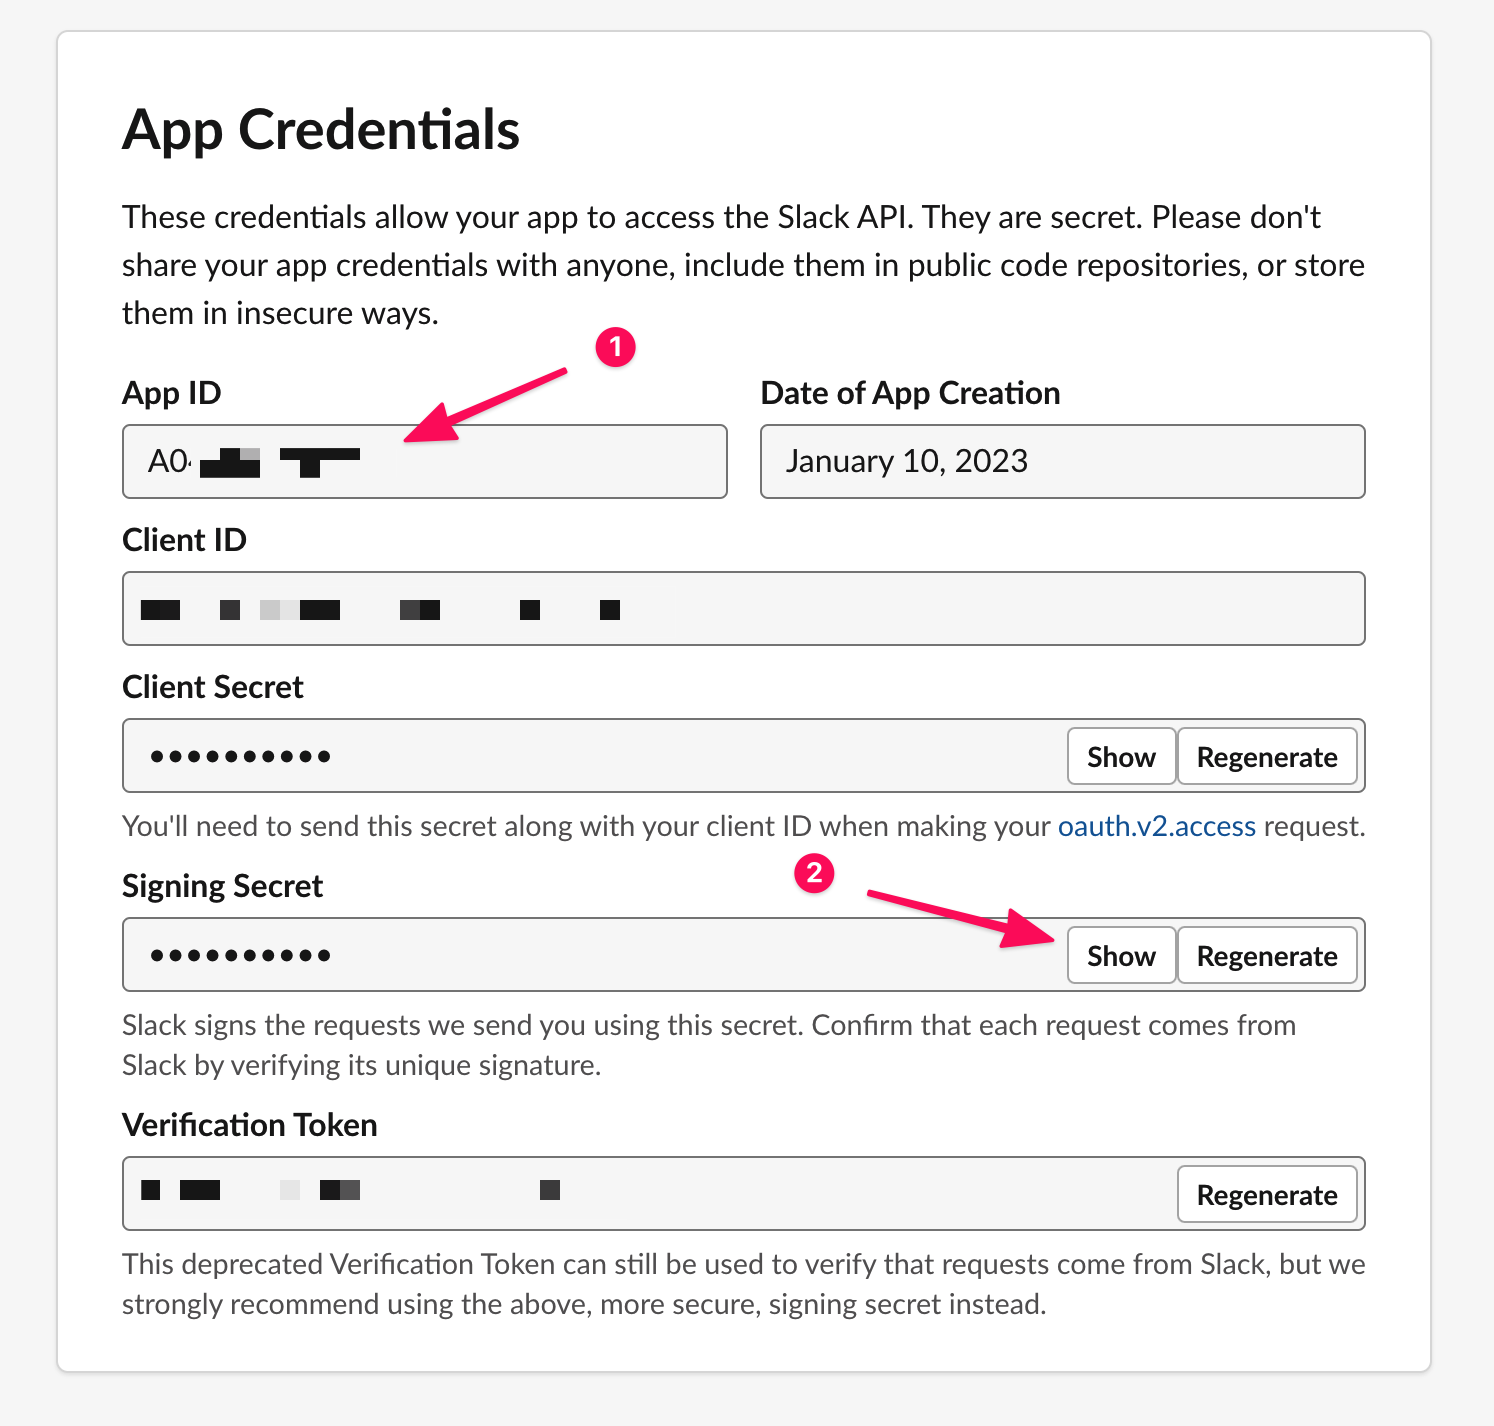 App Credentials
These credentials allow your app to access the Slack API. They are secret. Please don't
share your app credentials with anyone, include them in public code repositories, or store
them in insecure ways.
1
App ID
Date of App Creation
A0
January 10, 2023
Client ID
Client Secret
••••••••••
Show
Regenerate
You'll need to send this secret along with your client ID when making your oauth.v2.access request.
2
Signing Secret
••••••••••
Show
Regenerate
Slack signs the requests we send you using this secret. Confirm that each request comes from
Slack by verifying its unique signature.
Verification Token
Regenerate
This deprecated Verification Token can still be used to verify that requests come from Slack, but we
strongly recommend using the above, more secure, signing secret instead.